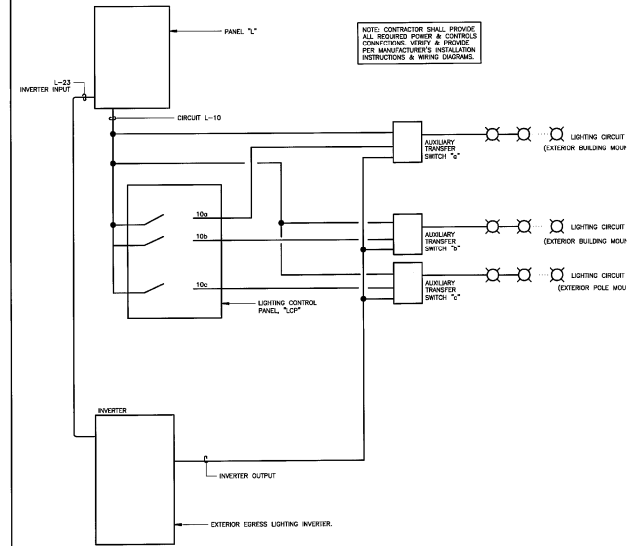 PANEL "L"
NOTE: CONTRACTOR SHALL PROVIDE
ALL REQUIRED POWER & CONTROLS
CONNECTIONS. VERIFY & PROVIDE
PER MANUFACTURER'S INSTALLATION
INSTRUCTIONS & WIRING DIAGRAMS.
L-23
INVERTER INPUT
CIRCUIT L-10
AUXILIARY
TRANSFER
SWITCH "a"
LIGHTING CIRCUIT
(EXTERIOR BUILDING MOUN
10a
10b
10c
AUXILIARY
TRANSFER
SWITCH "b"
LIGHTING CIRCUIT
(EXTERIOR BUILDING MOUN
AUXILIARY
TRANSFER
SWITCH "c"
LIGHTING CIRCUIT
(EXTERIOR POLE MOU
LIGHTING CONTROL
PANEL, "LCP"
INVERTER
INVERTER OUTPUT
EXTERIOR EGRESS LIGHTING INVERTER.